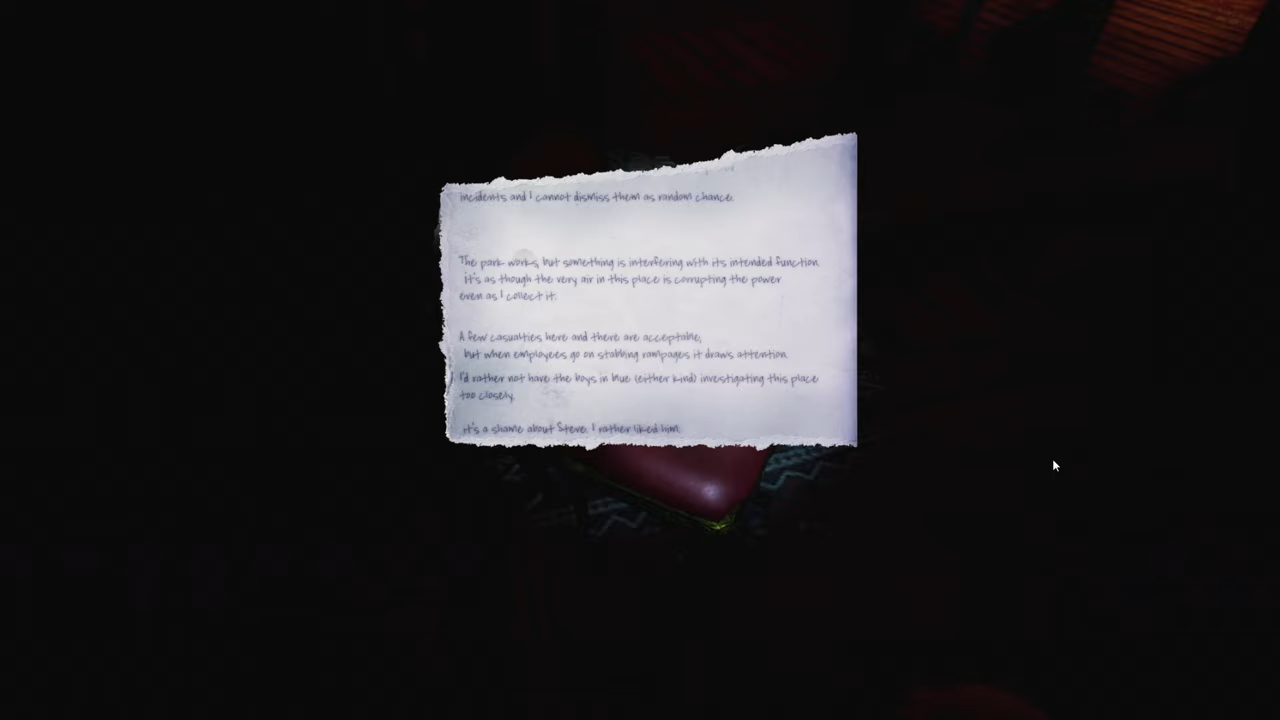 incidents and I cannot dismiss them as random chance.
The park works, but something is interfering with its intended function.
it's as though the very air in this place is corrupting the power
even as I collect it.
A few casualties here and there are acceptable,
but when employees go on stabbing rampages it draws attention.
I'd rather not have the boys in blue (either kind) investigating this place
too closely.
it's a shame about Steve. I rather liked him.